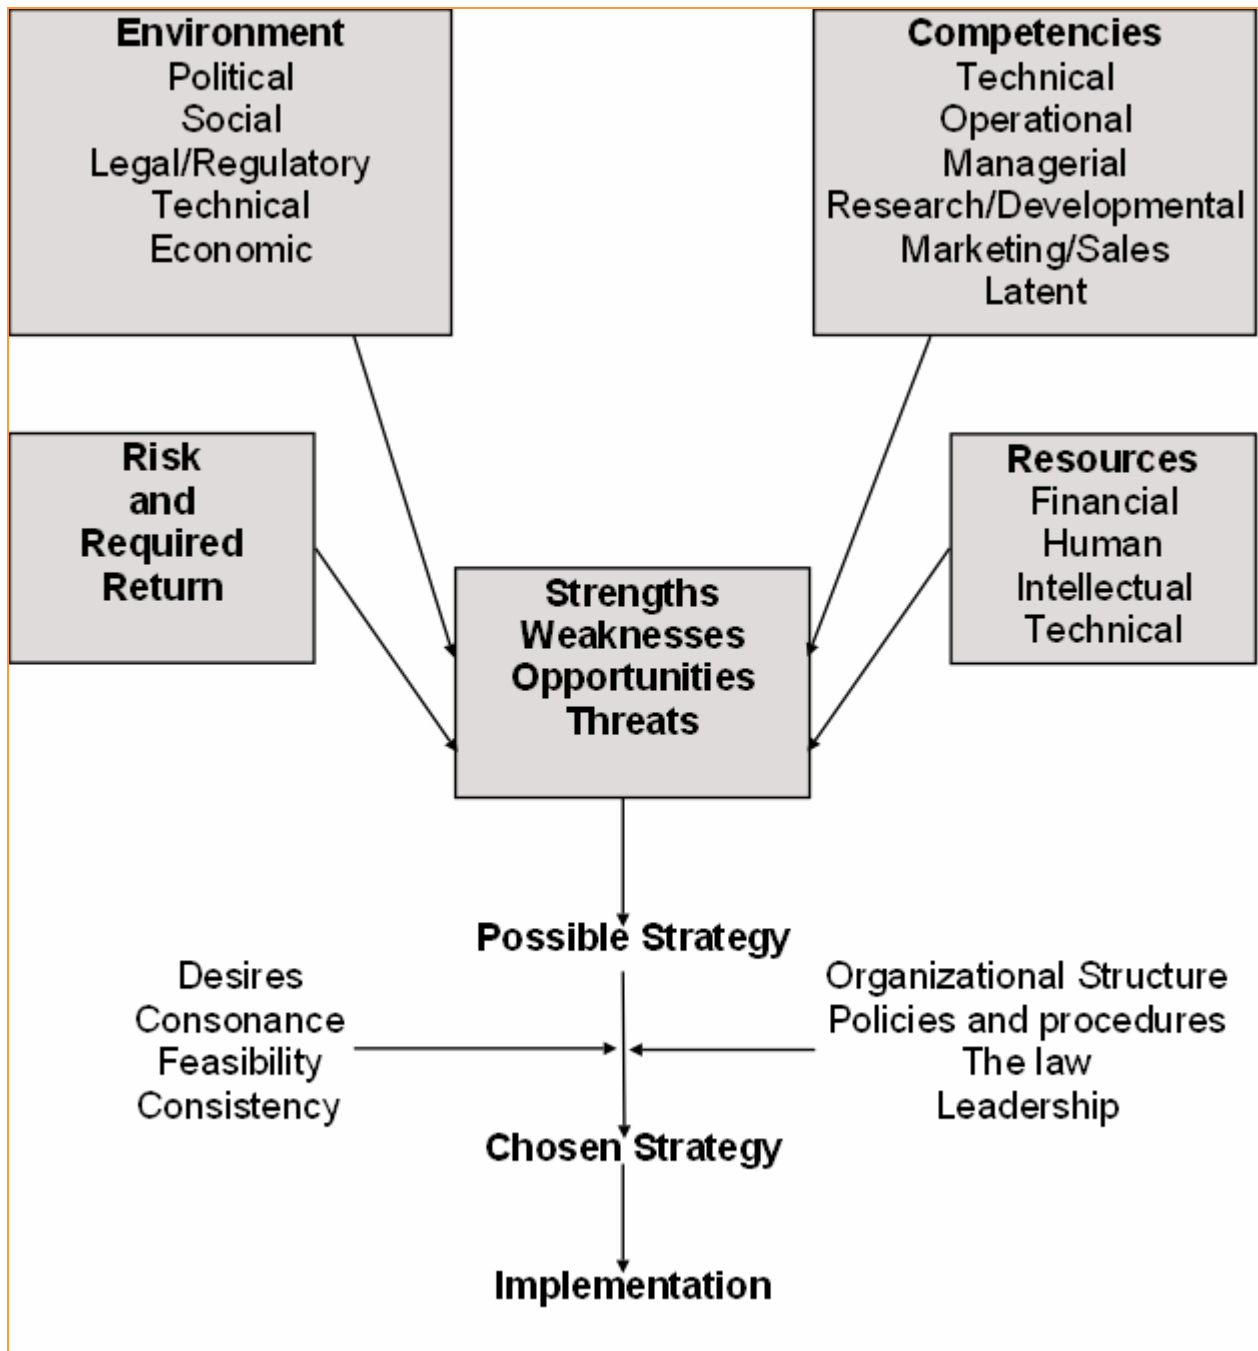 Environment
Political
Social
Legal/Regulatory
Technical
Economic
Competencies
Technical
Operational
Managerial
Research/Developmental
Marketing/Sales
Latent
Risk
and
Required
Return
Resources
Financial
Human
Intellectual
Technical
Strengths
Weaknesses
Opportunities
Threats
Possible Strategy
Desires
Consonance
Feasibility
Consistency
Organizational Structure
Policies and procedures
The law
Leadership
Chosen Strategy
Implementation